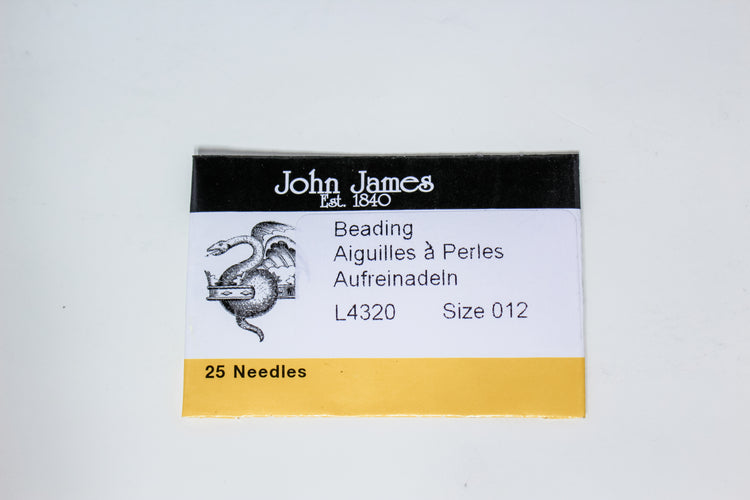 John James
Est. 1840
Beading
Aiguilles à Perles
Aufreinadeln
L4320 Size 012
25 Needles